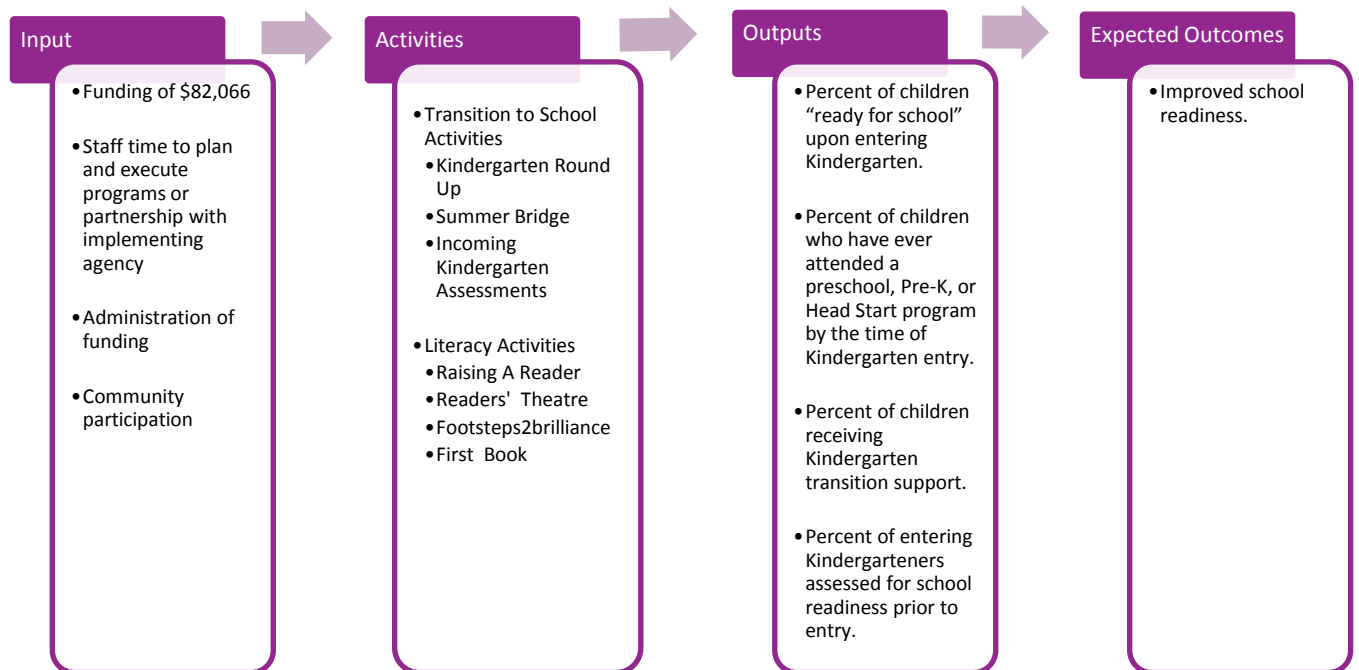 Input
•Funding of $82,066
•Staff time to plan
and execute
programs or
partnership with
implementing
agency
•Administration of
funding
•Community
participation
Activities
•Transition to School
Activities
•Kindergarten Round
Up
•Summer Bridge
•Incoming
Kindergarten
Assessments
•Literacy Activities
•Raising A Reader
•Readers' Theatre
•Footsteps2brilliance
•First Book
Outputs
•Percent of children
“ready for school”
upon entering
Kindergarten.
•Percent of children
who have ever
attended a
preschool, Pre-K, or
Head Start program
by the time of
Kindergarten entry.
•Percent of children
receiving
Kindergarten
transition support.
•Percent of entering
Kindergarteners
assessed for school
readiness prior to
entry.
Expected Outcomes
•Improved school
readiness.